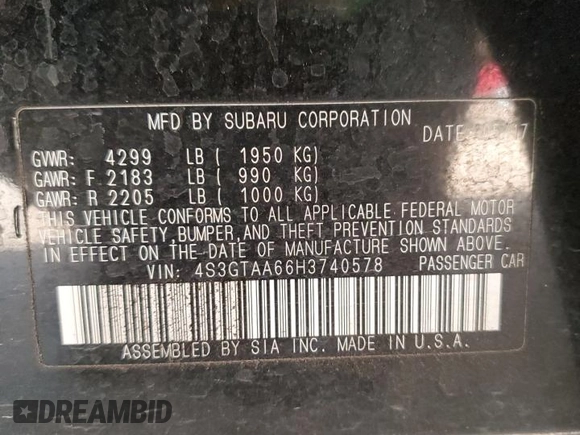 MFD BY SUBARU CORPORATION
DATE
GVWR: 4299 LB ( 1950 KG)
GAWR: F 2183 LB ( 990 KG)
GAWR: R 2205 LB ( 1000 KG)
THIS VEHICLE CONFORMS TO ALL APPLICABLE FEDERAL MOTOR
VEHICLE SAFETY, BUMPER, AND THEFT PREVENTION STANDARDS
IN EFFECT ON THE DATE OF MANUFACTURE SHOWN ABOVE.
VIN: 4S3GTAA66H3740578 PASSENGER CAR
ASSEMBLED BY SIA INC. MADE IN U.S.A.
DREAMBID